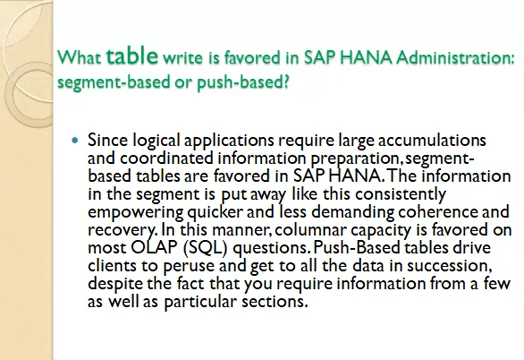 What table write is favored in SAP HANA Administration:
segment-based or push-based?
Since logical applications require large accumulations
and coordinated information preparation,segment-
based tables are favored in SAP HANA.The information
in the segment is put away like this consistently
empowering quicker and less demanding coherence and
recovery. In this manner, columnar capacity is favored on
most OLAP (SQL) questions. Push-Based tables drive
clients to peruse and get to all the data in succession,
despite the fact that you require information from a few
as well as particular sections.